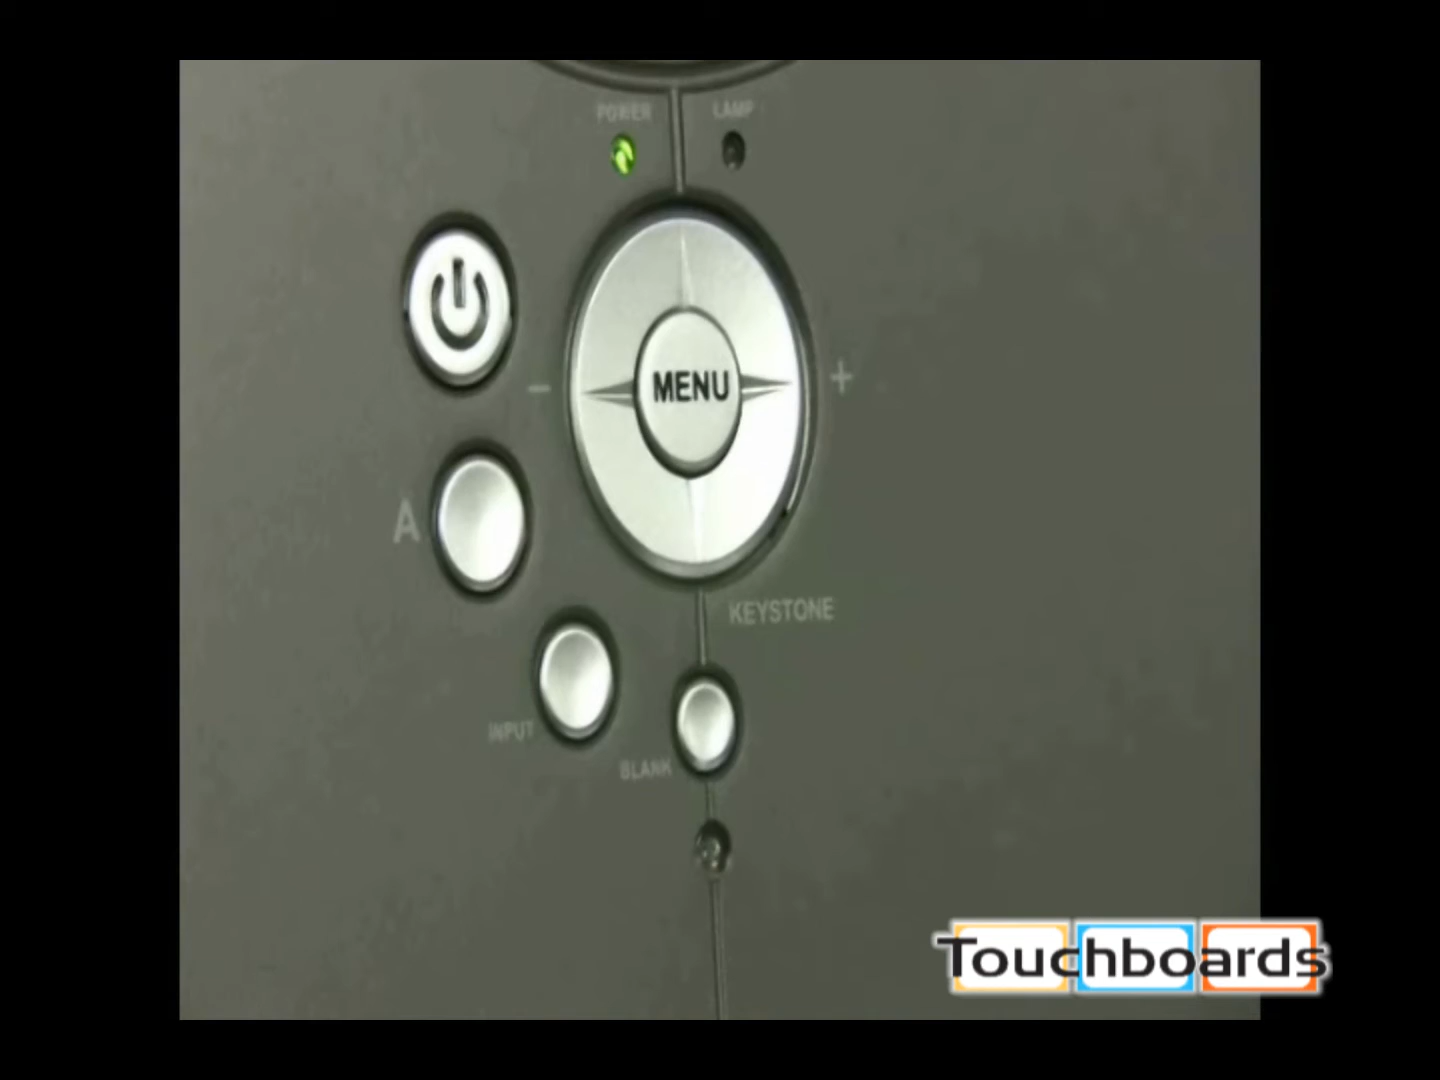 POWER LAMP
- MENU +
A
KEYSTONE
INPUT
BLANK
Touchboards